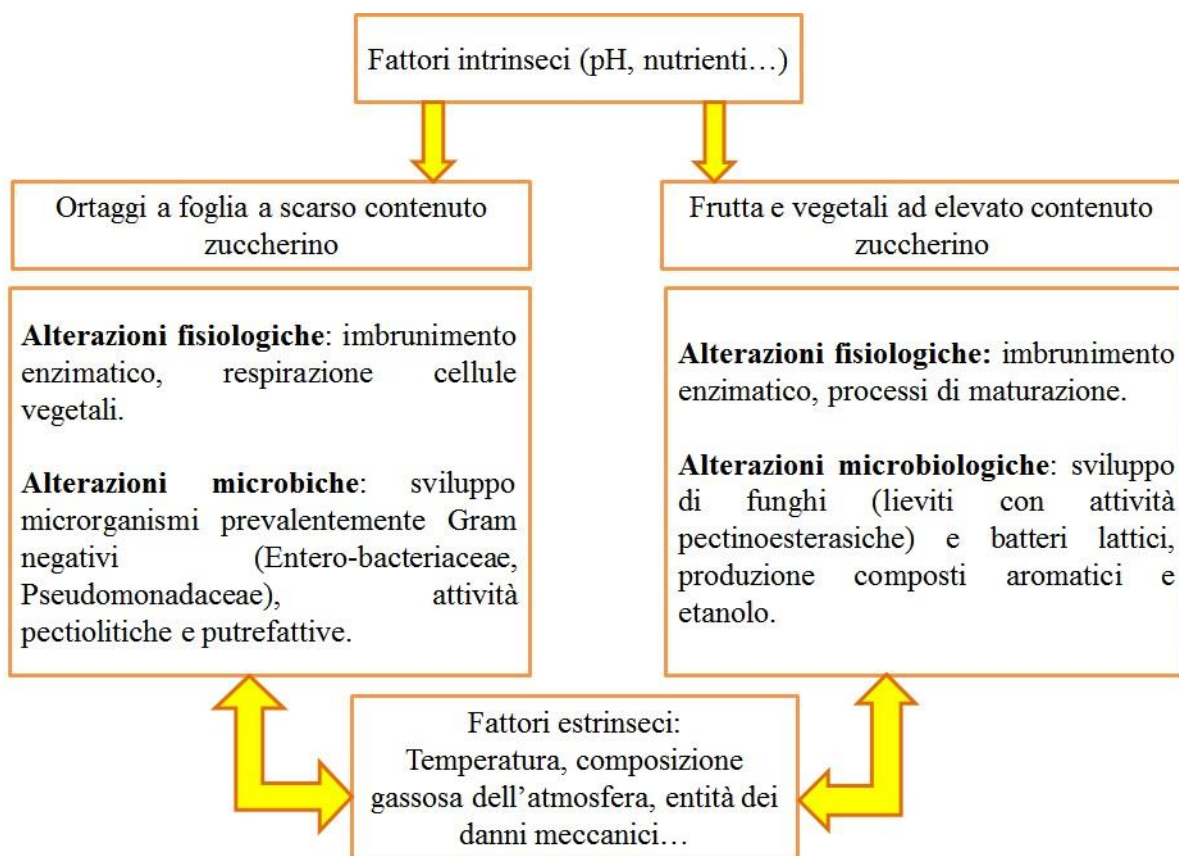 Fattori intrinseci (pH, nutrienti…)
Ortaggi a foglia a scarso contenuto
zuccherino
Frutta e vegetali ad elevato contenuto
zuccherino
Alterazioni fisiologiche: imbrunimento
enzimatico, respirazione cellule
vegetali.
Alterazioni microbiche: sviluppo
microrganismi prevalentemente Gram
negativi (Entero-bacteriaceae,
Pseudomonadaceae), attività
pectiolitiche e putrefattive.
Alterazioni fisiologiche: imbrunimento
enzimatico, processi di maturazione.
Alterazioni microbiologiche: sviluppo
di funghi (lieviti con attività
pectinoesterasiche) e batteri lattici,
produzione composti aromatici e
etanolo.
Fattori estrinseci:
Temperatura, composizione
gassosa dell’atmosfera, entità dei
danni meccanici…